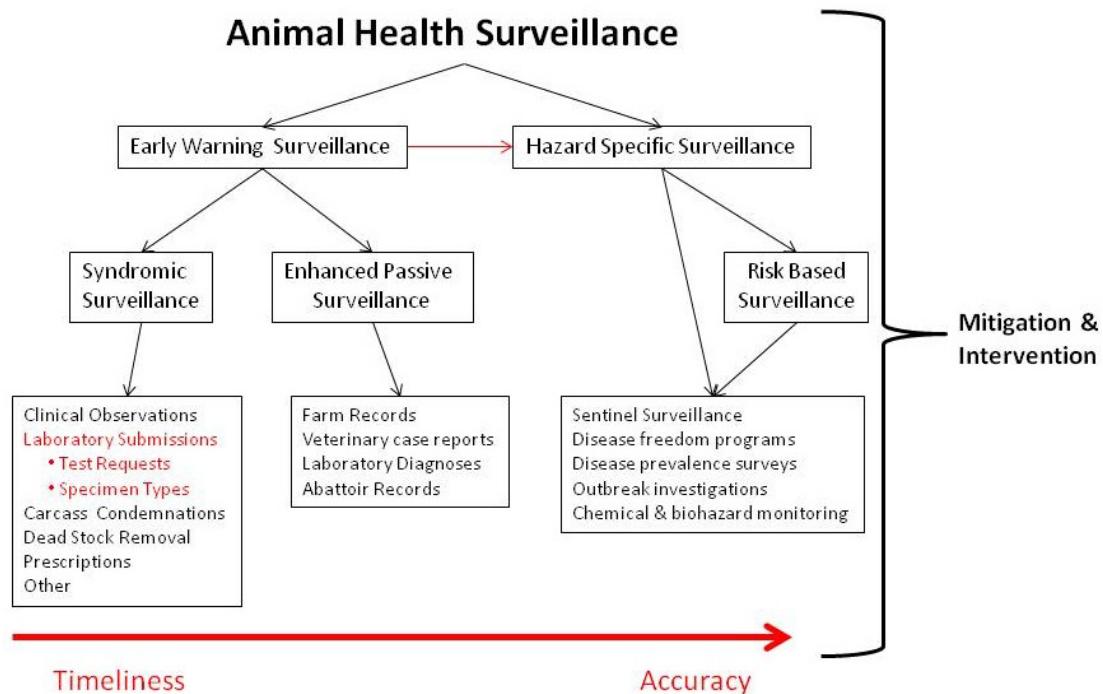 Animal Health Surveillance
Early Warning Surveillance
Hazard Specific Surveillance
Syndromic
Surveillance
Enhanced Passive
Surveillance
Risk Based
Surveillance
Mitigation &
Intervention
Clinical Observations
Laboratory Submissions
• Test Requests
• Specimen Types
Carcass Condemnations
Dead Stock Removal
Prescriptions
Other
Farm Records
Veterinary case reports
Laboratory Diagnoses
Abattoir Records
Sentinel Surveillance
Disease freedom programs
Disease prevalence surveys
Outbreak investigations
Chemical & biohazard monitoring
Timeliness
Accuracy